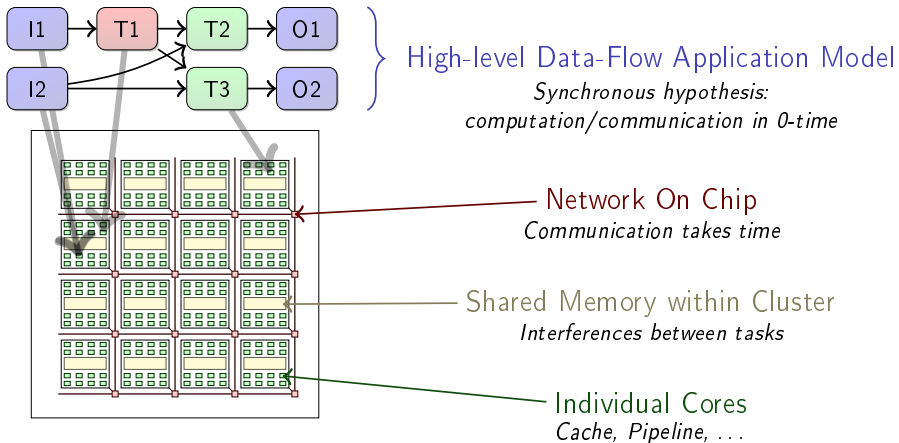 I1 T1 T2 O1
I2 T3 O2
High-level Data-Flow Application Model
Synchronous hypothesis:
computation/communication in 0-time
Network On Chip
Communication takes time
Shared Memory within Cluster
Interferences between tasks
Individual Cores
Cache, Pipeline, ...